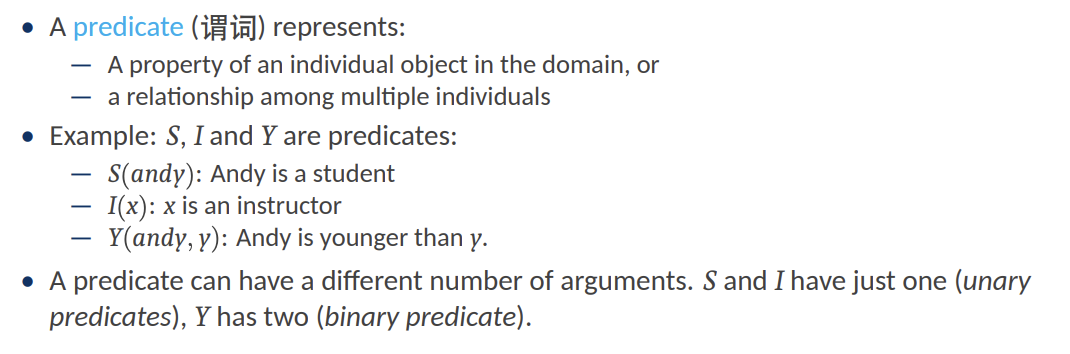 • A predicate (谓词) represents:
— A property of an individual object in the domain, or
— a relationship among multiple individuals
• Example: S, I and Y are predicates:
— S(andy): Andy is a student
— I(x): x is an instructor
— Y(andy, y): Andy is younger than y.
• A predicate can have a different number of arguments. S and I have just one (unary
predicates), Y has two (binary predicate).